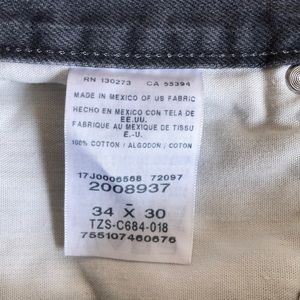 RN 130273 CA 55394
MADE IN MEXICO OF US FABRIC
HECHO EN MEXICO CON TELA DE
EE.UU.
FABRIQUE AU MEXIQUE DE TISSU
E.-U.
100% COTTON / ALGODON / COTON
17J0006588 72097
2008937
–
34 X 30
TZS-C684-018
755107460676